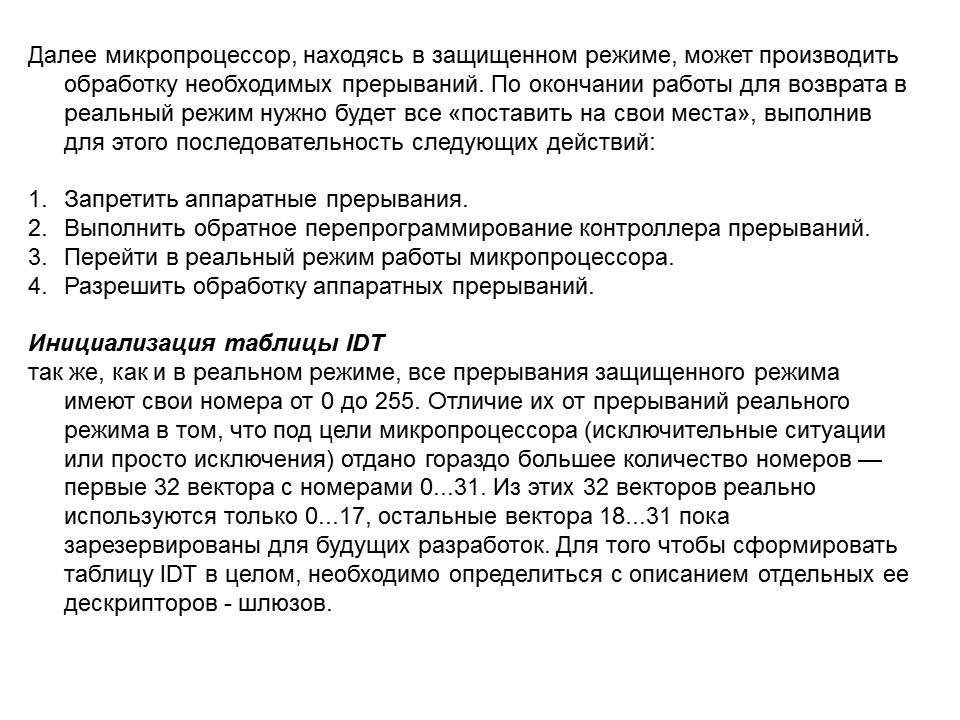 Далее микропроцессор, находясь в защищенном режиме, может производить
обработку необходимых прерываний. По окончании работы для возврата в
реальный режим нужно будет все «поставить на свои места», выполнив
для этого последовательность следующих действий:
1. Запретить аппаратные прерывания.
2. Выполнить обратное перепрограммирование контроллера прерываний.
3. Перейти в реальный режим работы микропроцессора.
4. Разрешить обработку аппаратных прерываний.
Инициализация таблицы IDT
так же, как и в реальном режиме, все прерывания защищенного режима
имеют свои номера от 0 до 255. Отличие их от прерываний реального
режима в том, что под цели микропроцессора (исключительные ситуации
или просто исключения) отдано гораздо большее количество номеров —
первые 32 вектора с номерами 0...31. Из этих 32 векторов реально
используются только 0...17, остальные вектора 18...31 пока
зарезервированы для будущих разработок. Для того чтобы сформировать
таблицу IDT в целом, необходимо определиться с описанием отдельных ее
дескрипторов - шлюзов.